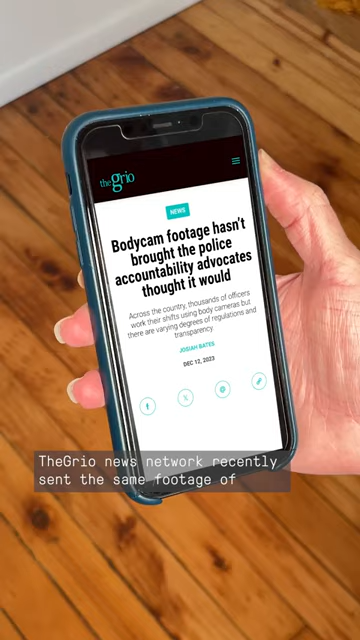 thegrio
NEWS
Bodycam footage hasn't
brought the police
accountability advocates
thought it would
Across the country, thousands of officers
work their shifts using body cameras but
there are varying degrees of regulations and
transparency
JOSIAH BATES
DEC 12, 2023
TheGrio news network recently
sent the same footage of